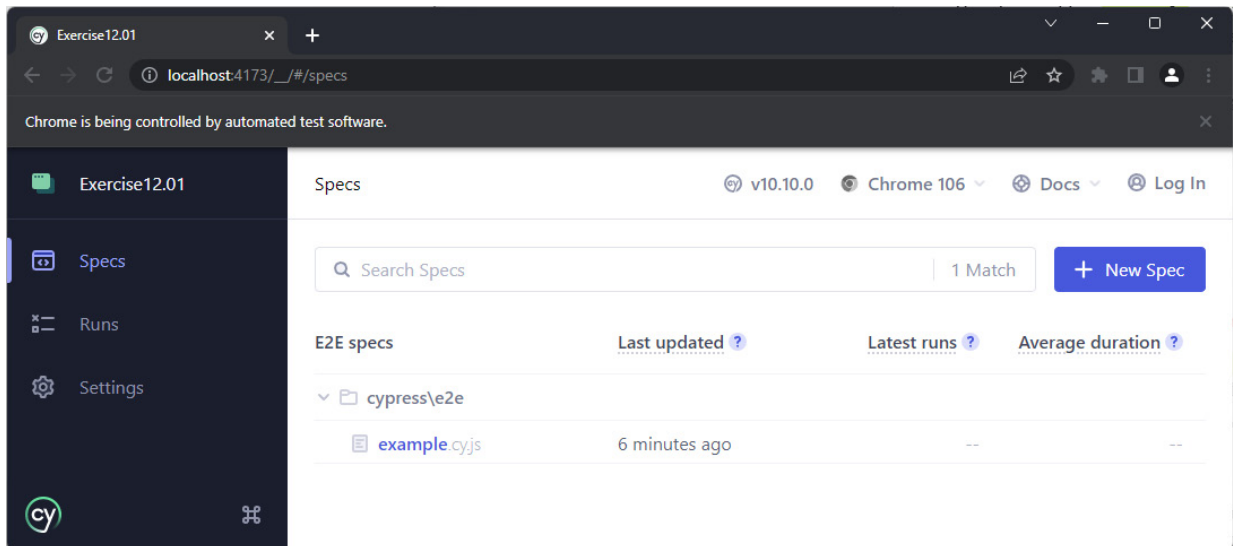 Exercise12.01
localhost:4173/__/#/specs
Chrome is being controlled by automated test software.
Exercise12.01
Specs
v10.10.0
Chrome 106
Docs
Log In
Specs
Runs
Settings
Search Specs
1 Match
+ New Spec
E2E specs
Last updated ?
Latest runs ?
Average duration ?
cypress\e2e
example.cy.js
6 minutes ago
--
--
cy